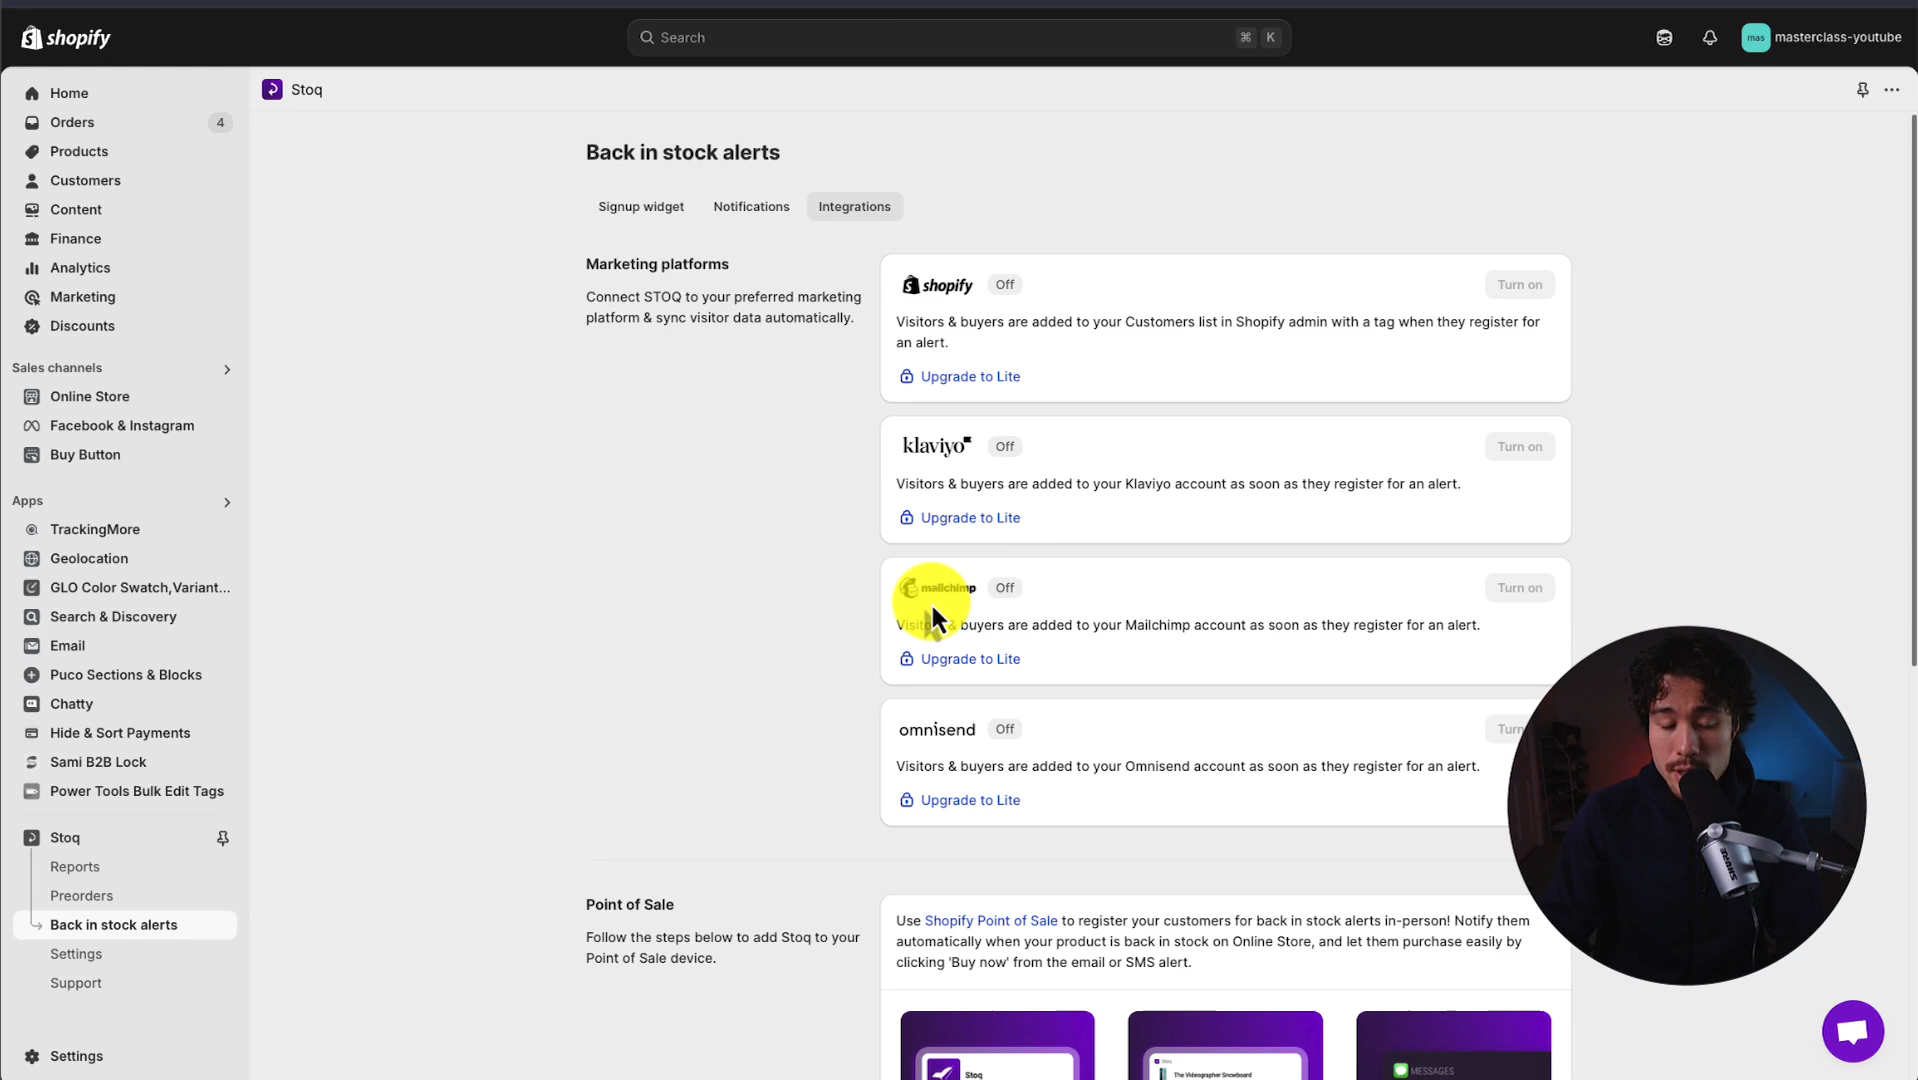 shopify
Search
⌘ K
mas
masterclass-youtube
Home
Orders 4
Products
Customers
Content
Finance
Analytics
Marketing
Discounts
Sales channels
Online Store
Facebook & Instagram
Buy Button
Apps
TrackingMore
Geolocation
GLO Color Swatch,Variant...
Search & Discovery
Email
Puco Sections & Blocks
Chatty
Hide & Sort Payments
Sami B2B Lock
Power Tools Bulk Edit Tags
Stoq
Reports
Preorders
Back in stock alerts
Settings
Support
Settings
Stoq
Back in stock alerts
Signup widget Notifications Integrations
Marketing platforms
Connect STOQ to your preferred marketing
platform & sync visitor data automatically.
shopify Off Turn on
Visitors & buyers are added to your Customers list in Shopify admin with a tag when they register for
an alert.
Upgrade to Lite
klaviyo Off Turn on
Visitors & buyers are added to your Klaviyo account as soon as they register for an alert.
Upgrade to Lite
mailchimp Off Turn on
Visitors & buyers are added to your Mailchimp account as soon as they register for an alert.
Upgrade to Lite
omnisend Off Turn
Visitors & buyers are added to your Omnisend account as soon as they register for an alert.
Upgrade to Lite
Point of Sale
Follow the steps below to add Stoq to your
Point of Sale device.
Use Shopify Point of Sale to register your customers for back in stock alerts in-person! Notify them
automatically when your product is back in stock on Online Store, and let them purchase easily by
clicking 'Buy now' from the email or SMS alert.
Stoq
Stoq
The Videographer Snowboard
MESSAGES
SHURE